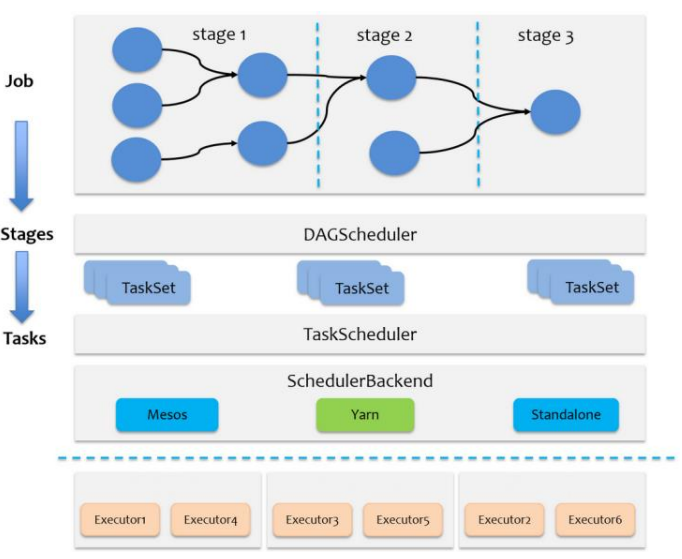 stage 1 stage 2 stage 3
Job
Stages
DAGScheduler
TaskSet TaskSet TaskSet
Tasks
TaskScheduler
SchedulerBackend
Mesos Yarn Standalone
Executor1 Executor4 Executor3 Executor5 Executor2 Executor6